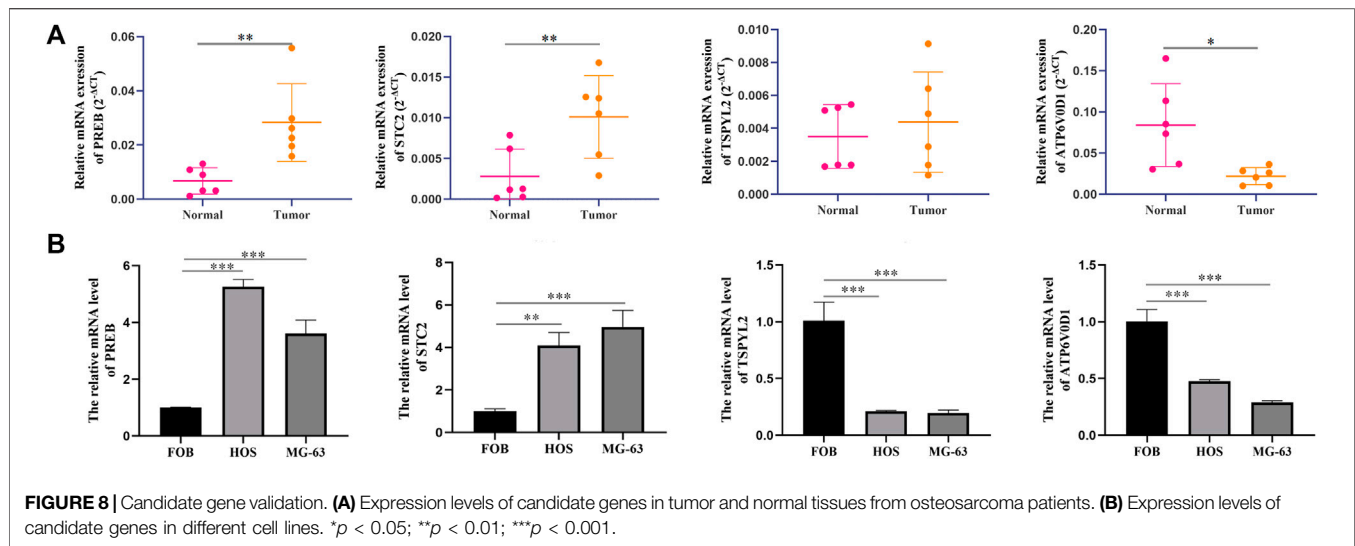 A
Relative mRNA expression
of PREB (2-ΔCT)
0.06
0.04
0.02
0.00
**
Normal
Tumor
Relative mRNA expression
of STC2 (2-ΔCT)
0.020
0.015
0.010
0.005
0.000
**
Normal
Tumor
Relative mRNA expression
of TSPYL2 (2-ΔCT)
0.010
0.008
0.006
0.004
0.002
0.000
Normal
Tumor
Relative mRNA expression
of ATP6V0D1 (2-ΔCT)
0.20
0.15
0.10
0.05
0.00
*
Normal
Tumor
B
The relative mRNA level
of PREB
6
4
2
0
***
***
FOB
HOS
MG-63
The relative mRNA level
of STC2
6
4
2
0
***
**
FOB
HOS
MG-63
The relative mRNA level
of TSPYL2
1.5
1.0
0.5
0.0
***
***
FOB
HOS
MG-63
The relative mRNA level
of ATP6V0D1
1.5
1.0
0.5
0.0
***
***
FOB
HOS
MG-63
FIGURE 8 | Candidate gene validation. (A) Expression levels of candidate genes in tumor and normal tissues from osteosarcoma patients. (B) Expression levels of
candidate genes in different cell lines. *p < 0.05; **p < 0.01; ***p < 0.001.